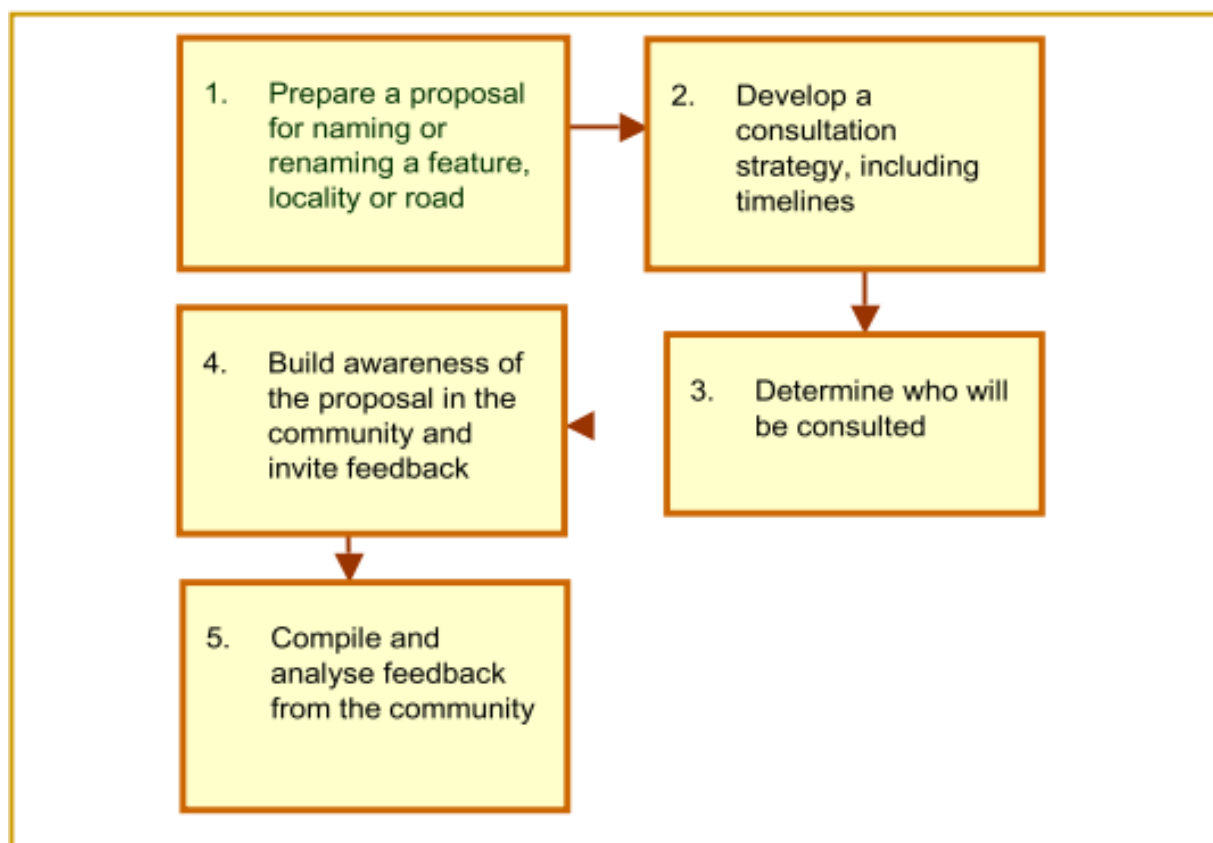 1. Prepare a proposal
for naming or
renaming a feature,
locality or road
2. Develop a
consultation
strategy, including
timelines
3. Determine who will
be consulted
4. Build awareness of
the proposal in the
community and
invite feedback
5. Compile and
analyse feedback
from the community